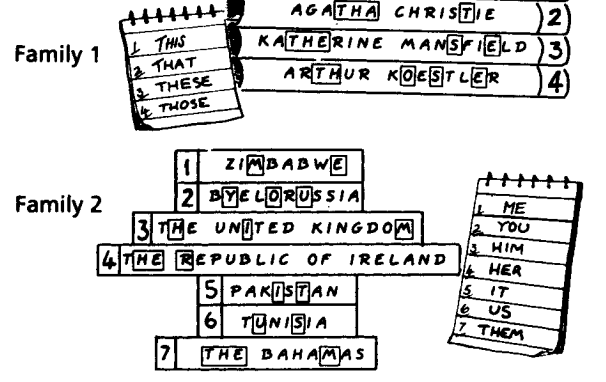 AGATHA CHRISTIE 2
Family 1
1 THIS
2 THAT
3 THESE
4 THOSE
KATHERINE MANSFIELD 3
ARTHUR KOESTLER 4
Family 2
1 ZIMBABWE
2 BYELORUSSIA
3 THE UNITED KINGDOM
4 THE REPUBLIC OF IRELAND
5 PAKISTAN
6 TUNISIA
7 THE BAHAMAS
1 ME
2 YOU
3 HIM
4 HER
5 IT
6 US
7 THEM